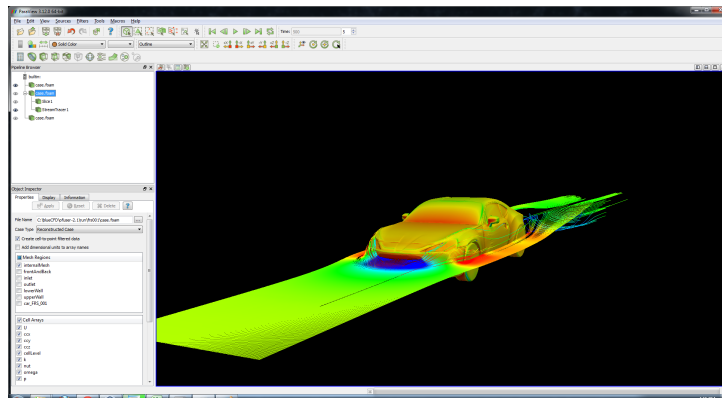 ParaView 3.12.0 64-bit
File Edit View Sources Filters Tools Macros Help
Time: 5
Solid Color Outline
Pipeline Browser
builtin:
case.foam
case.foam
Slice1
StreamTracer1
case.foam
Object Inspector
Properties Display Information
Apply Reset Delete ?
File Name
Case Type Reconstructed Case
Create cell-to-point filtered data
Add dimensional units to array names
Mesh Regions
internalMesh
frontAndBack
inlet
outlet
lowerWall
upperWall
car_FRS_001
Cell Arrays
U
ccx
ccy
ccz
cellLevel
k
nut
omega
p